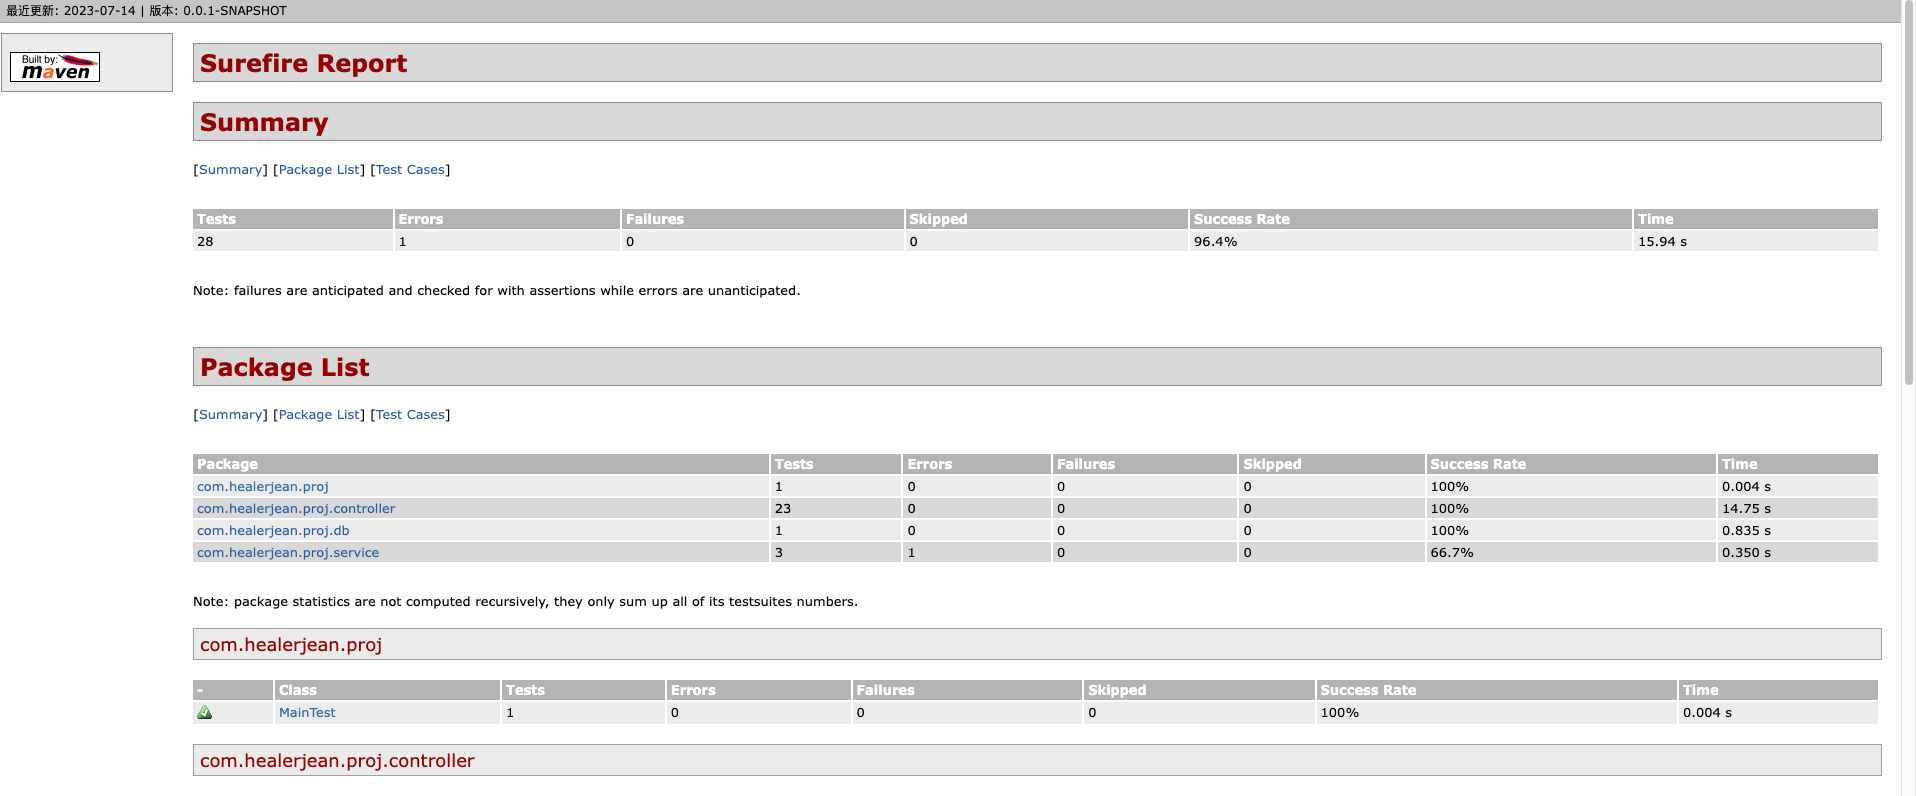 最近更新: 2023-07-14 | 版本: 0.0.1-SNAPSHOT
Built by:
maven
Surefire Report
Summary
[Summary] [Package List] [Test Cases]
Tests Errors Failures Skipped Success Rate Time
28 1 0 0 96.4% 15.94 s
Note: failures are anticipated and checked for with assertions while errors are unanticipated.
Package List
[Summary] [Package List] [Test Cases]
Package Tests Errors Failures Skipped Success Rate Time
com.healerjean.proj 1 0 0 0 100% 0.004 s
com.healerjean.proj.controller 23 0 0 0 100% 14.75 s
com.healerjean.proj.db 1 0 0 0 100% 0.835 s
com.healerjean.proj.service 3 1 0 0 66.7% 0.350 s
Note: package statistics are not computed recursively, they only sum up all of its testsuites numbers.
com.healerjean.proj
- Class Tests Errors Failures Skipped Success Rate Time
MainTest 1 0 0 0 100% 0.004 s
com.healerjean.proj.controller